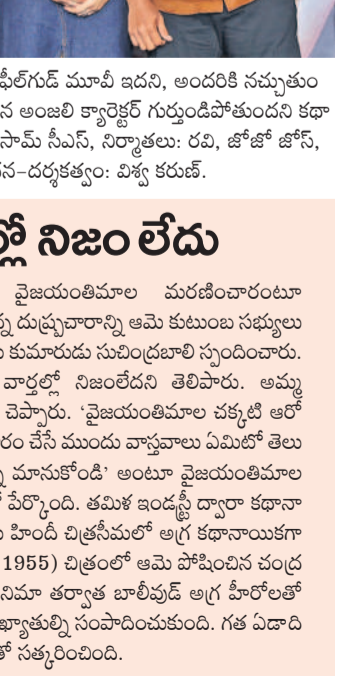 ఫీల్‌గుడ్ మూవీ ఇదని, అందరికి నచ్చుతుం
న అంజలి క్యారెక్టర్ గుర్తుండిపోతుందని కథా
సామ్ సీఎస్, నిర్మాతలు: రవి, జోజో జోస్,
న-దర్శకత్వం: విశ్వ కరుణ్.
ల్లో నిజం లేదు
వైజయంతిమాల మరణించారంటూ
న్న దుష్ప్రచారాన్ని ఆమె కుటుంబ సభ్యులు
కుమారుడు సుచింద్రబాలి స్పందించారు.
వార్తల్లో నిజంలేదని తెలిపారు. అమ్మ
చెప్పారు. ‘వైజయంతిమాల చక్కటి ఆరో
రం చేసే ముందు వాస్తవాలు ఏమిటో తెలు
మానుకోండి’ అంటూ వైజయంతిమాల
పేర్కొంది. తమిళ ఇండస్ట్రీ ద్వారా కథానా
హిందీ చిత్రసీమలో అగ్ర కథానాయికగా
1955) చిత్రంలో ఆమె పోషించిన చంద్ర
నిమా తర్వాత బాలీవుడ్ అగ్ర హీరోలతో
ఖ్యాతుల్ని సంపాదించుకుంది. గత ఏడాది
తో సత్కరించింది.